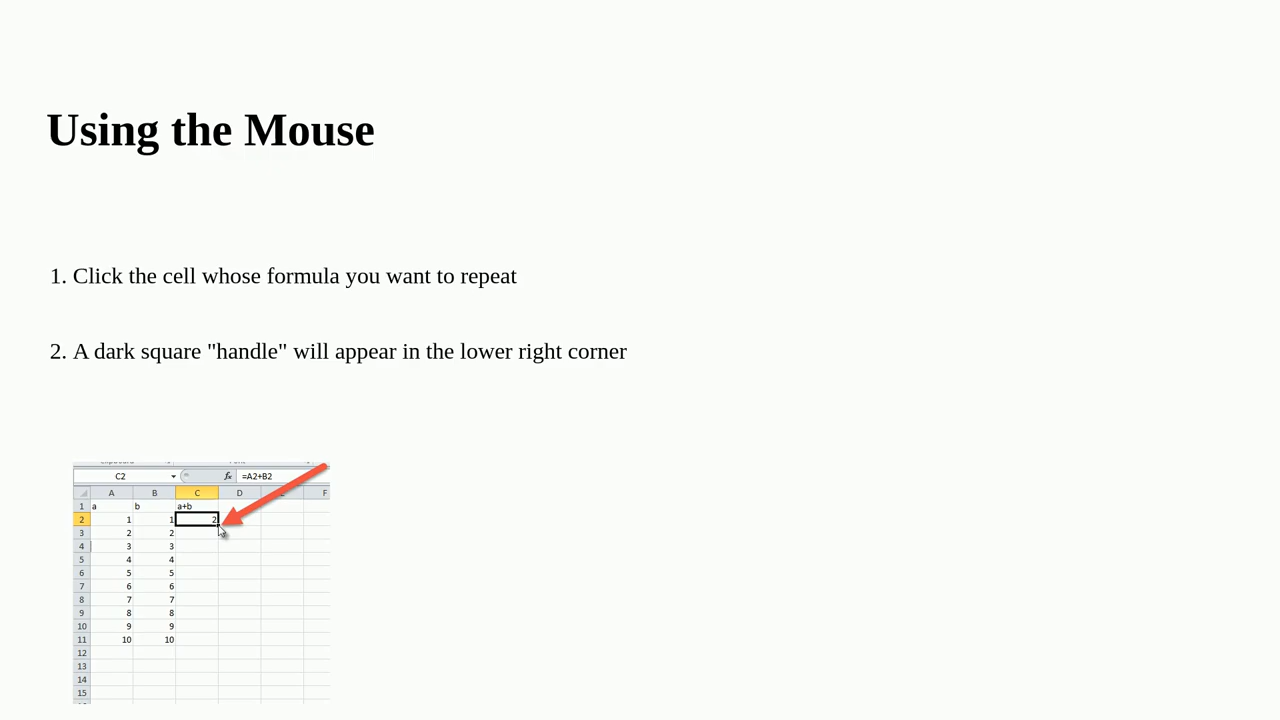 Using the Mouse
1. Click the cell whose formula you want to repeat
2. A dark square "handle" will appear in the lower right corner
C2 fx =A2+B2
A B C D F
1 a b a+b
2 1 1 2
3 2 2
4 3 3
5 4 4
6 5 5
7 6 6
8 7 7
9 8 8
10 9 9
11 10 10
12
13
14
15